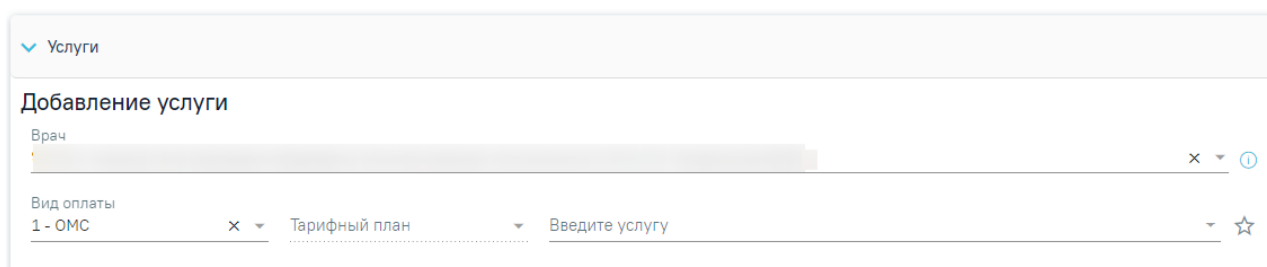 Услуги
Добавление услуги
Врач
Вид оплаты
1 - ОМС Тарифный план Введите услугу